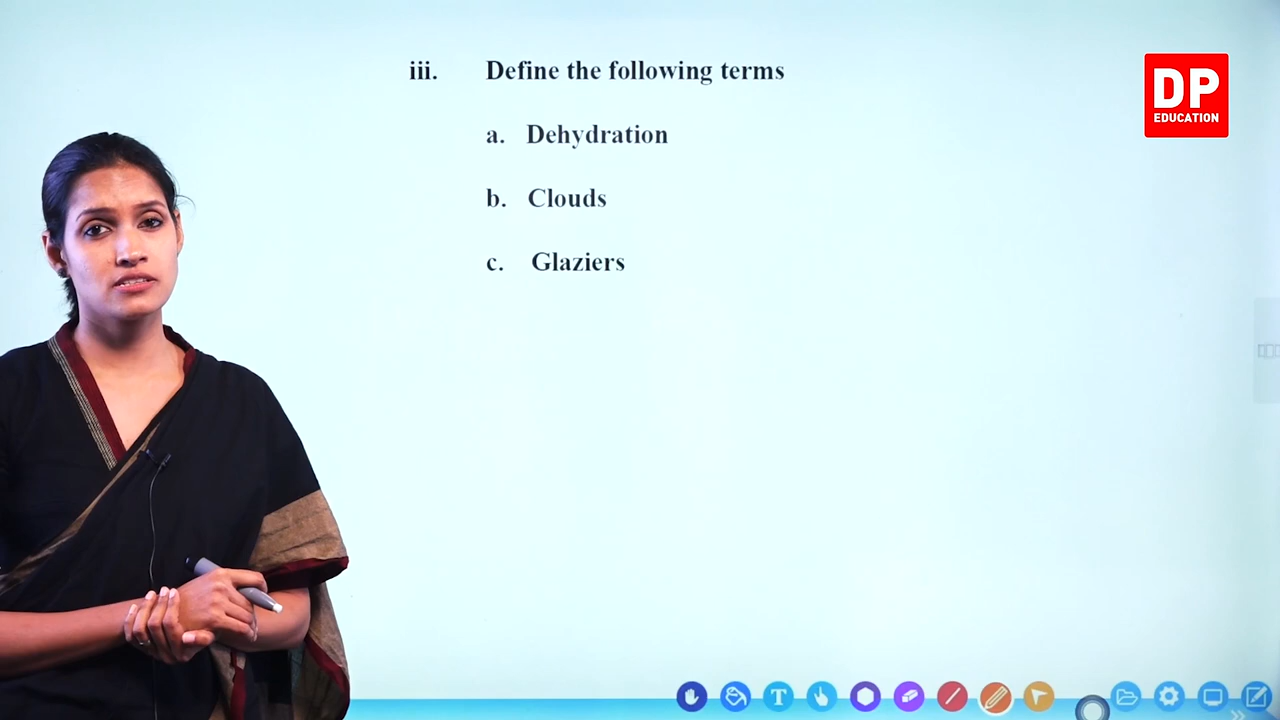 iii. Define the following terms
a. Dehydration
b. Clouds
c. Glaziers
DP
EDUCATION
T